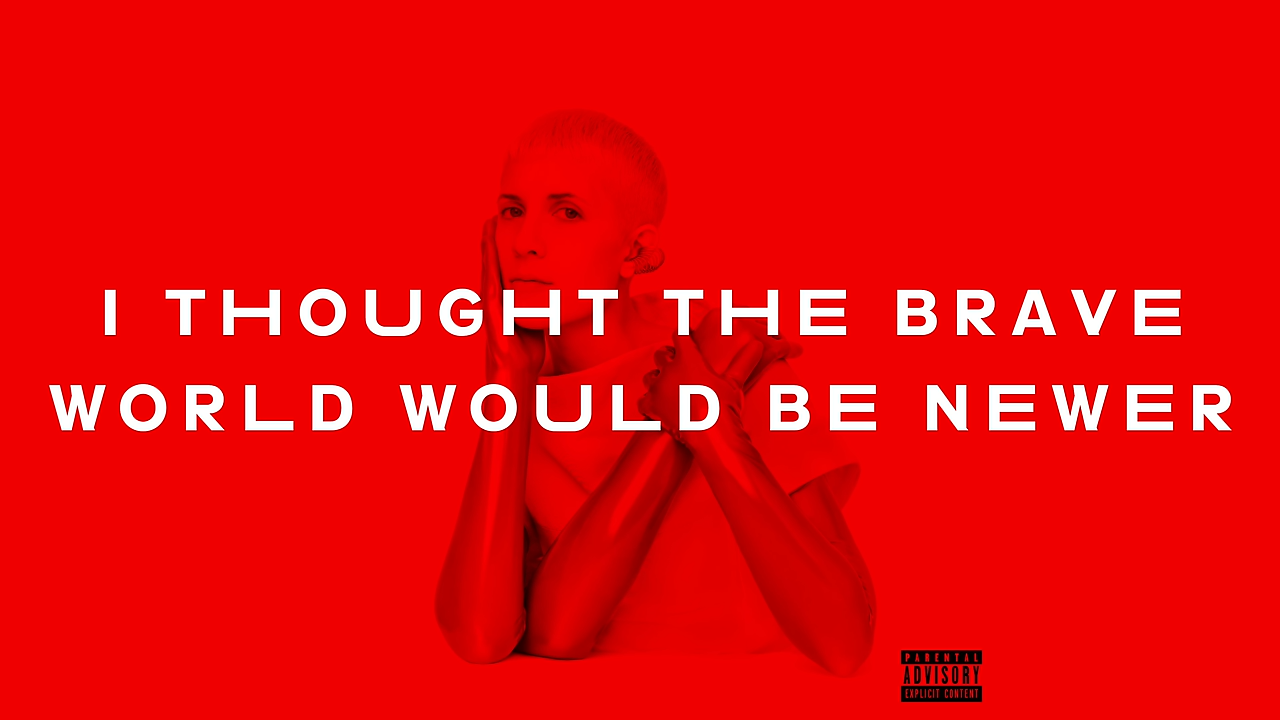 I THOUGHT THE BRAVE
WORLD WOULD BE NEWER
PARENTAL
ADVISORY
EXPLICIT CONTENT